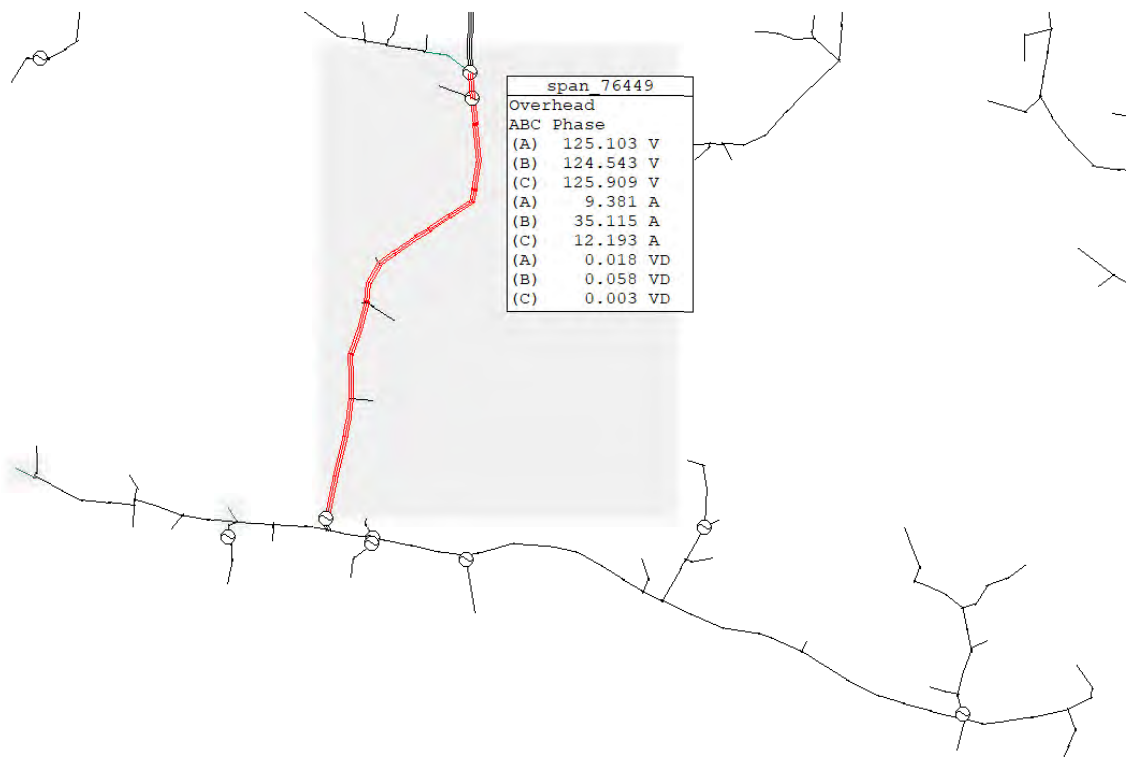 span_76449
Overhead
ABC Phase
(A) 125.103 V
(B) 124.543 V
(C) 125.909 V
(A) 9.381 A
(B) 35.115 A
(C) 12.193 A
(A) 0.018 VD
(B) 0.058 VD
(C) 0.003 VD